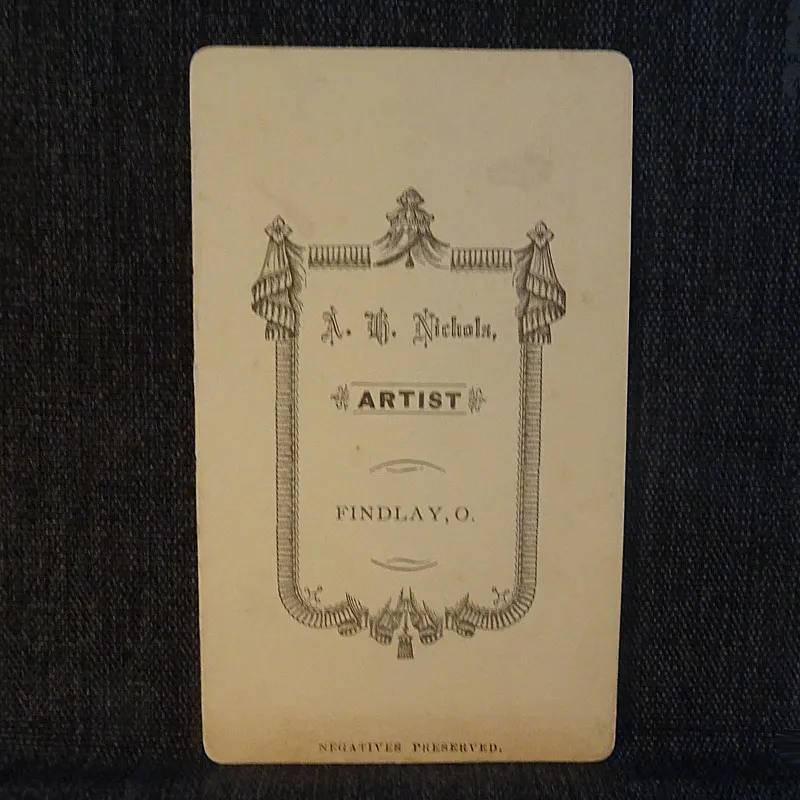 A. H. Nichols,
ARTIST
FINDLAY, O.
NEGATIVES PRESERVED.